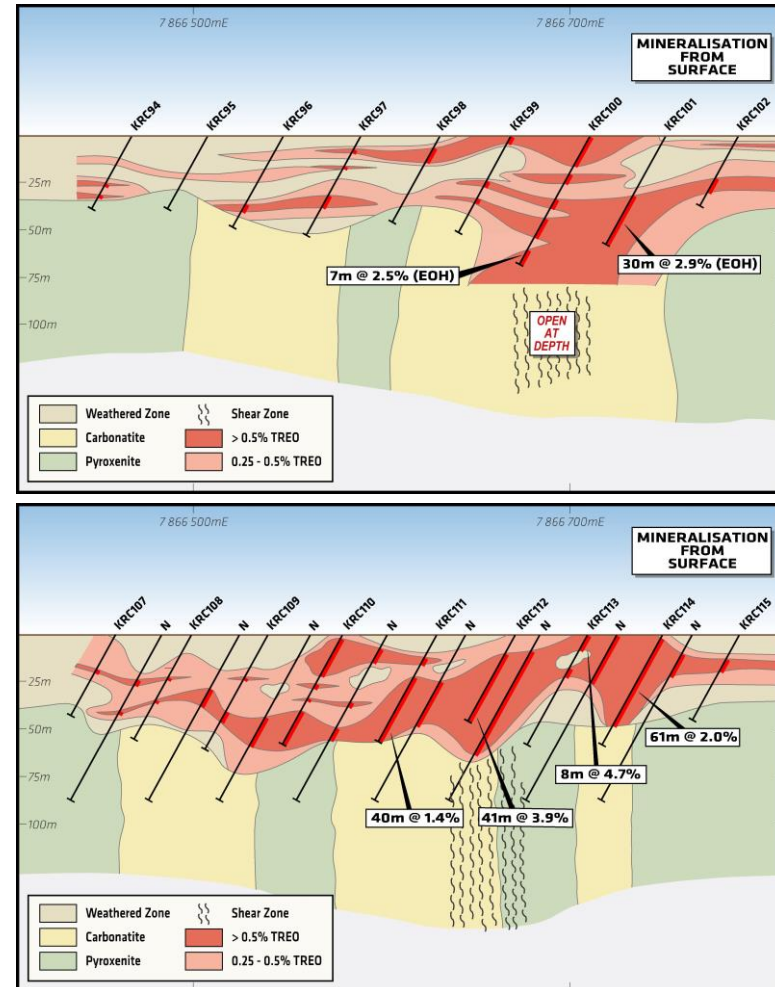 7 866 500mE
7 866 700mE
MINERALISATION
FROM
SURFACE
KRC94
KRC95
KRC96
KRC97
KRC98
KRC99
KRC100
KRC101
KRC102
25m
50m
75m
100m
7m @ 2.5% (EOH)
30m @ 2.9% (EOH)
OPEN
AT
DEPTH
Weathered Zone
Shear Zone
Carbonatite
> 0.5% TREO
Pyroxenite
0.25 - 0.5% TREO
7 866 500mE
7 866 700mE
MINERALISATION
FROM
SURFACE
KRC107
N
KRC108
N
KRC109
N
KRC110
N
KRC111
N
KRC112
N
KRC113
N
KRC114
N
KRC115
25m
50m
75m
100m
61m @ 2.0%
8m @ 4.7%
40m @ 1.4%
41m @ 3.9%
Weathered Zone
Shear Zone
Carbonatite
> 0.5% TREO
Pyroxenite
0.25 - 0.5% TREO